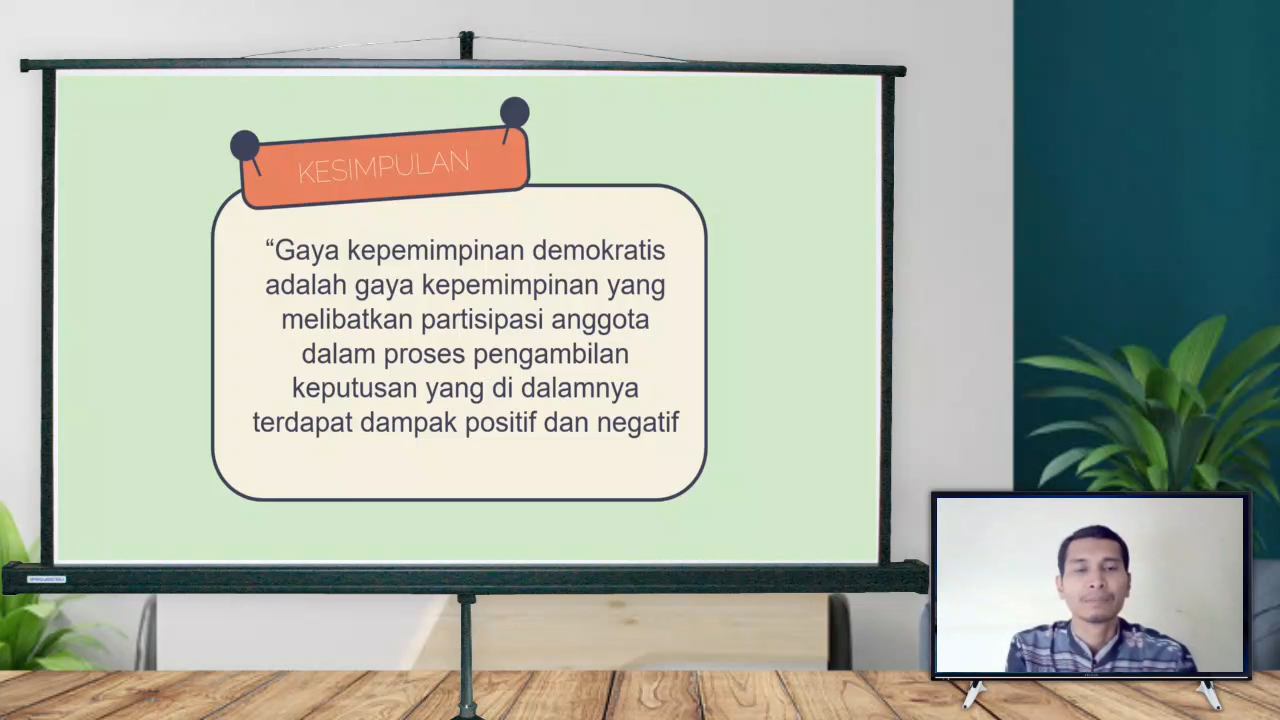 KESIMPULAN
“Gaya kepemimpinan demokratis
adalah gaya kepemimpinan yang
melibatkan partisipasi anggota
dalam proses pengambilan
keputusan yang di dalamnya
terdapat dampak positif dan negatif